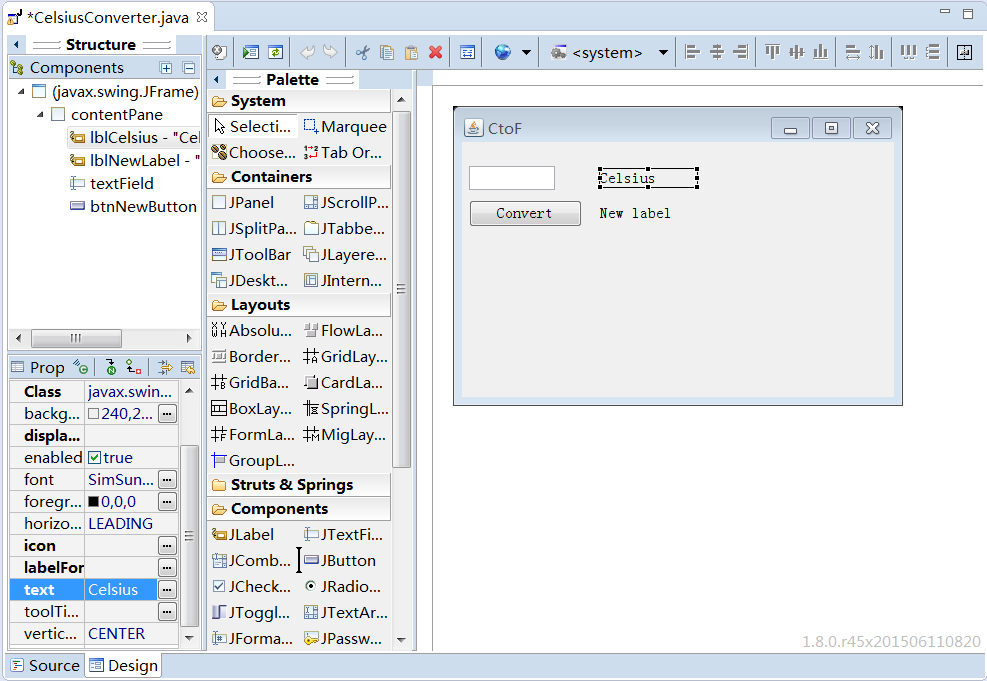 *CelsiusConverter.java
Structure
Components
(javax.swing.JFrame)
contentPane
lblCelsius - "Cel
lblNewLabel - "
textField
btnNewButton
Prop
Class javax.swin...
backg... 240,2... ...
displa...
enabled true
font SimSun... ...
foregr... 0,0,0 ...
horizo... LEADING
icon ...
labelFor ...
text Celsius ...
toolTi... ...
vertic... CENTER
Source Design
<system>
Palette
System
Selecti... Marquee
Choose... Tab Or...
Containers
JPanel JScrollP...
JSplitPa... JTabbe...
JToolBar JLayere...
JDeskt... JIntern...
Layouts
Absolu... FlowLa...
Border... GridLay...
GridBa... CardLa...
BoxLay... SpringL...
FormLa... MigLay...
GroupL...
Struts & Springs
Components
JLabel JTextFi...
JComb... JButton
JCheck... JRadio...
JToggl... JTextAr...
JForma... JPassw...
CtoF
Celsius
Convert New label
1.8.0.r45x201506110820